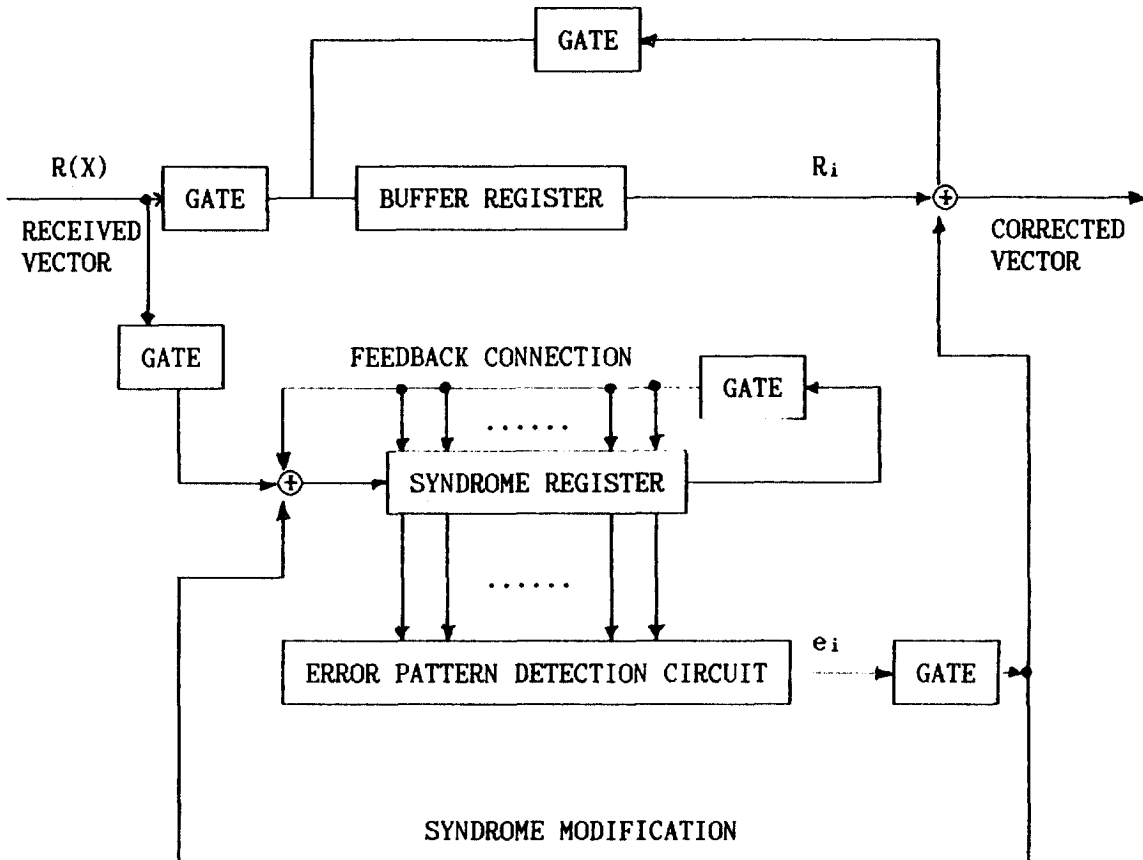 GATE
R(X)
Ri
GATE
BUFFER REGISTER
RECEIVED
VECTOR
CORRECTED
VECTOR
GATE
FEEDBACK CONNECTION
GATE
......
SYNDROME REGISTER
......
ei
ERROR PATTERN DETECTION CIRCUIT
GATE
SYNDROME MODIFICATION